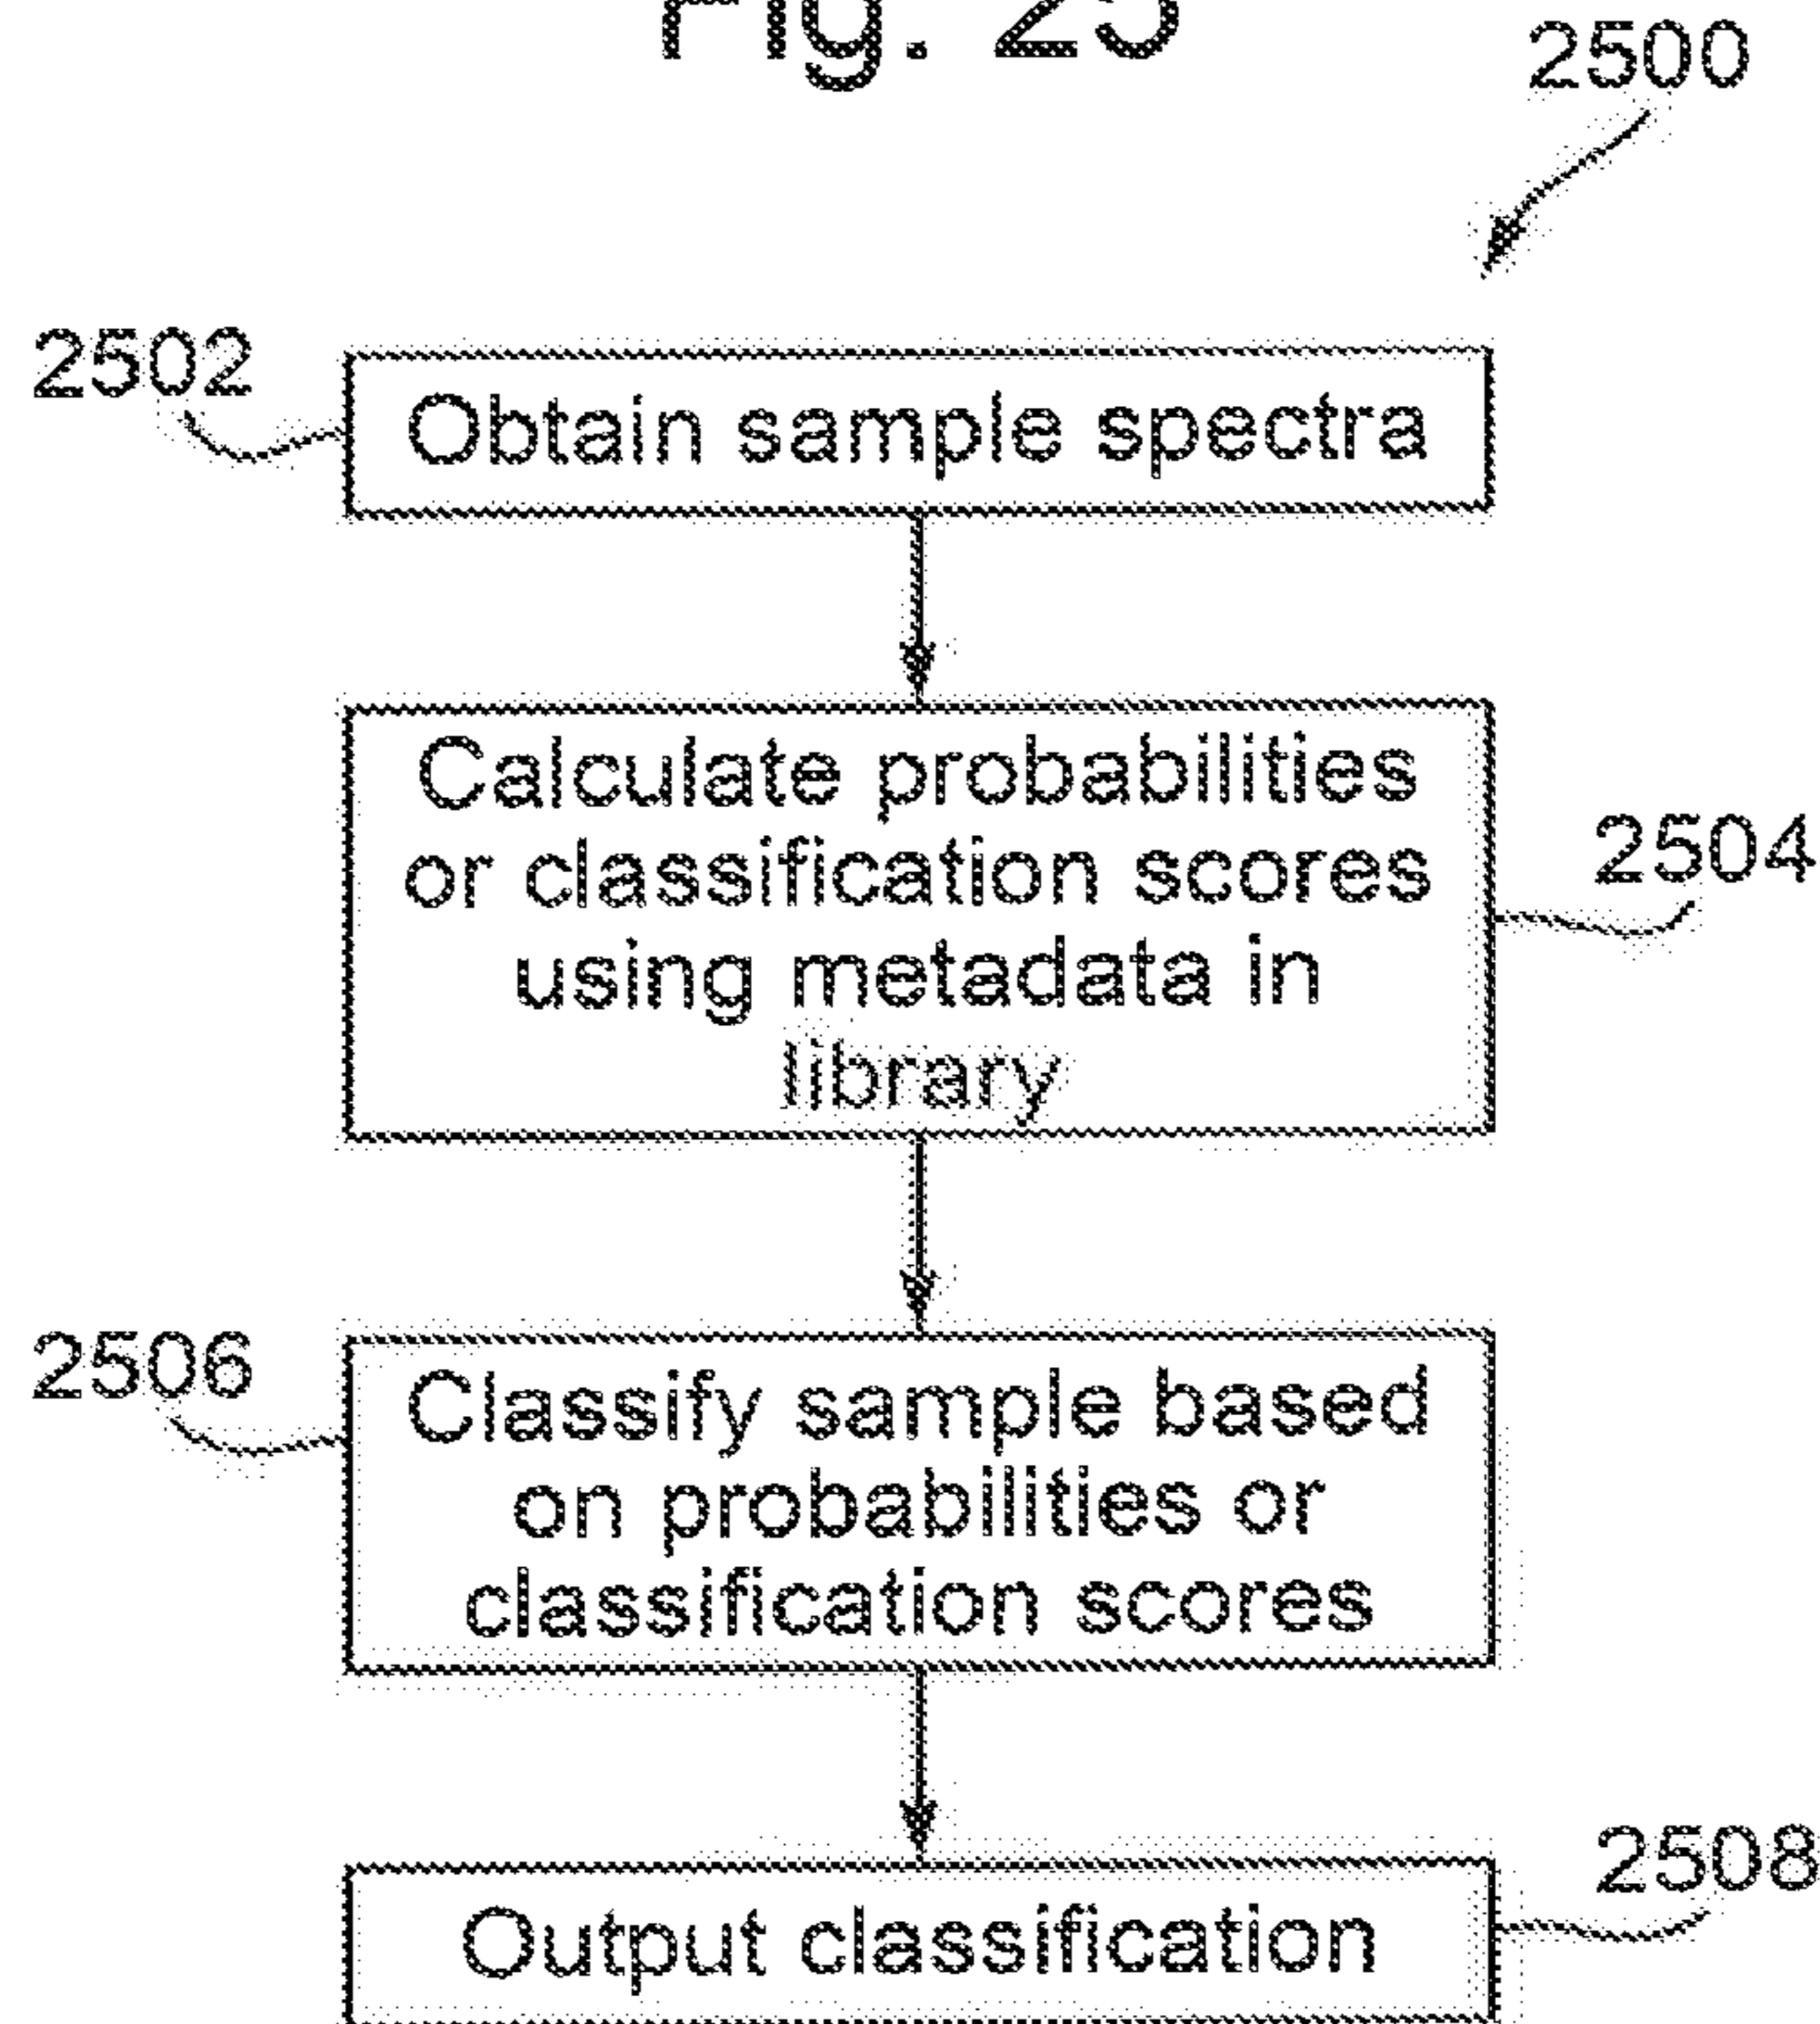 Fig. 25
2500
2502
Obtain sample spectra
Calculate probabilities
or classification scores
using metadata in
library
2504
2506
Classify sample based
on probabilities or
classification scores
2508
Output classification